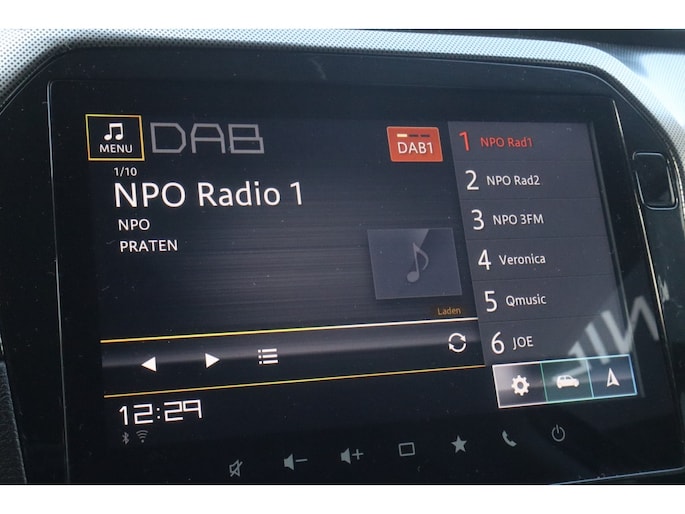 MENU
DAB
DAB1
1/10
NPO Radio 1
NPO
PRATEN
Laden
12:29
1 NPO Rad1
2 NPO Rad2
3 NPO 3FM
4 Veronica
5 Qmusic
6 JOE